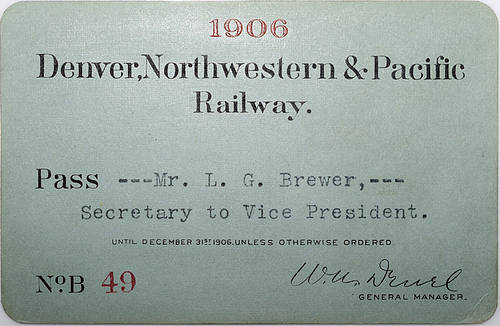 1906
Denver, Northwestern & Pacific
Railway.
Pass ---Mr. L. G. Brewer,---
Secretary to Vice President.
UNTIL DECEMBER 31ST 1906. UNLESS OTHERWISE ORDERED
No. B 49
W.A. Deuel
GENERAL MANAGER.